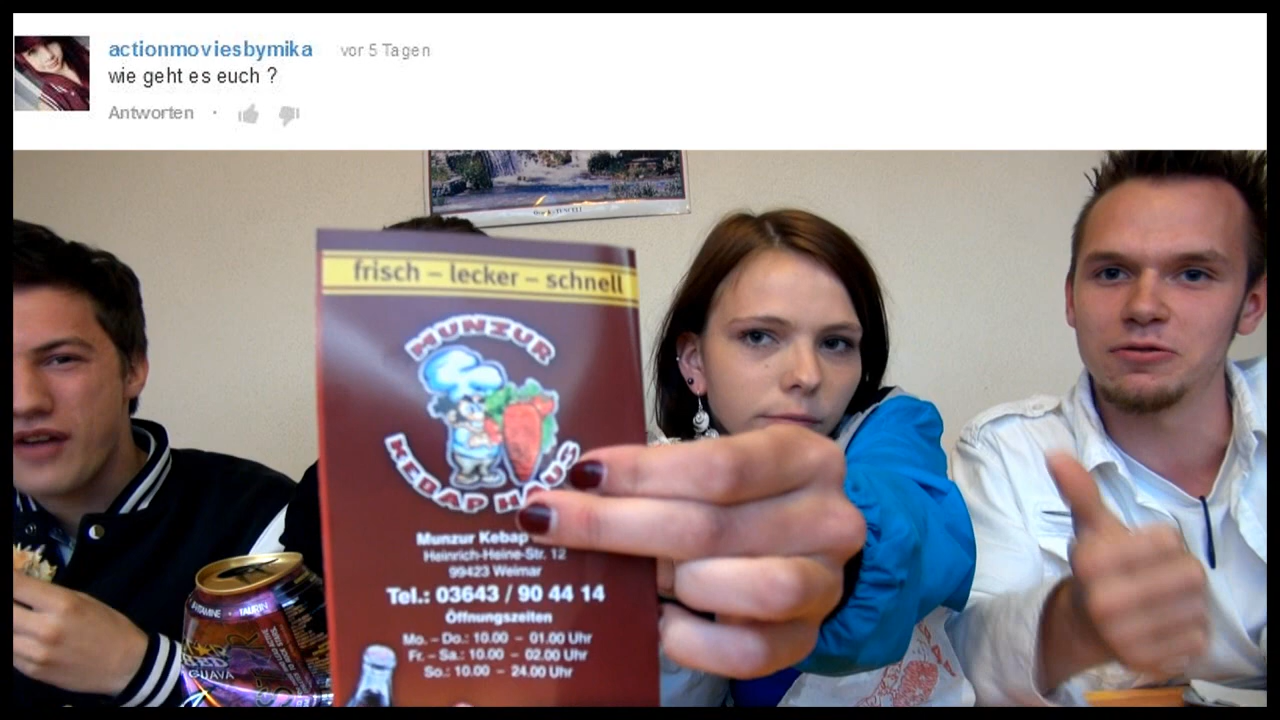 actionmoviesbymika vor 5 Tagen
wie geht es euch ?
Antworten ·
frisch – lecker – schnell
MUNZUR
KEBAP HAUS
Munzur Kebap
Heinrich-Heine-Str. 12
99423 Weimar
Tel.: 03643 / 90 44 14
Öffnungszeiten
Mo. – Do.: 10.00 – 01.00 Uhr
Fr. – Sa.: 10.00 – 02.00 Uhr
So.: 10.00 – 24.00 Uhr
TAURIN
GUAVA